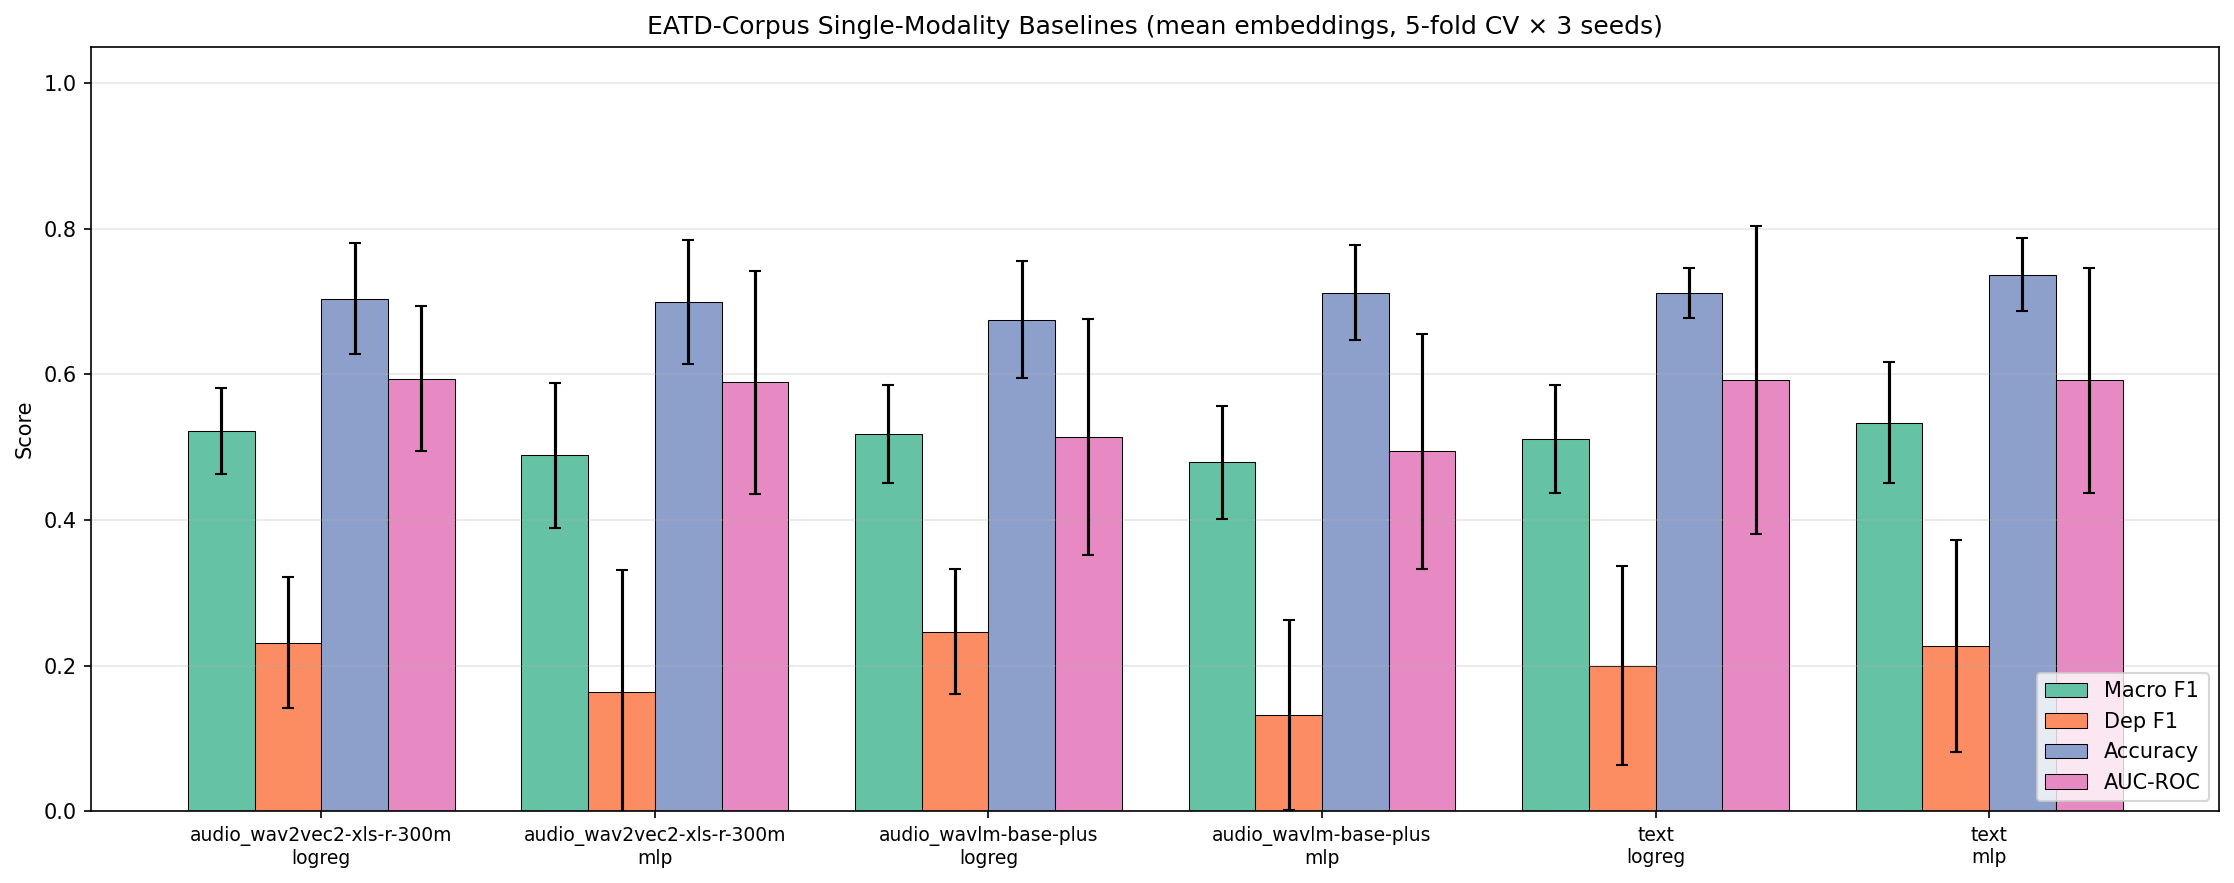 EATD-Corpus Single-Modality Baselines (mean embeddings, 5-fold CV × 3 seeds)
Score
1.0
0.8
0.6
0.4
0.2
0.0
audio_wav2vec2-xls-r-300m
logreg
audio_wav2vec2-xls-r-300m
mlp
audio_wavlm-base-plus
logreg
audio_wavlm-base-plus
mlp
text
logreg
text
mlp
Macro F1
Dep F1
Accuracy
AUC-ROC